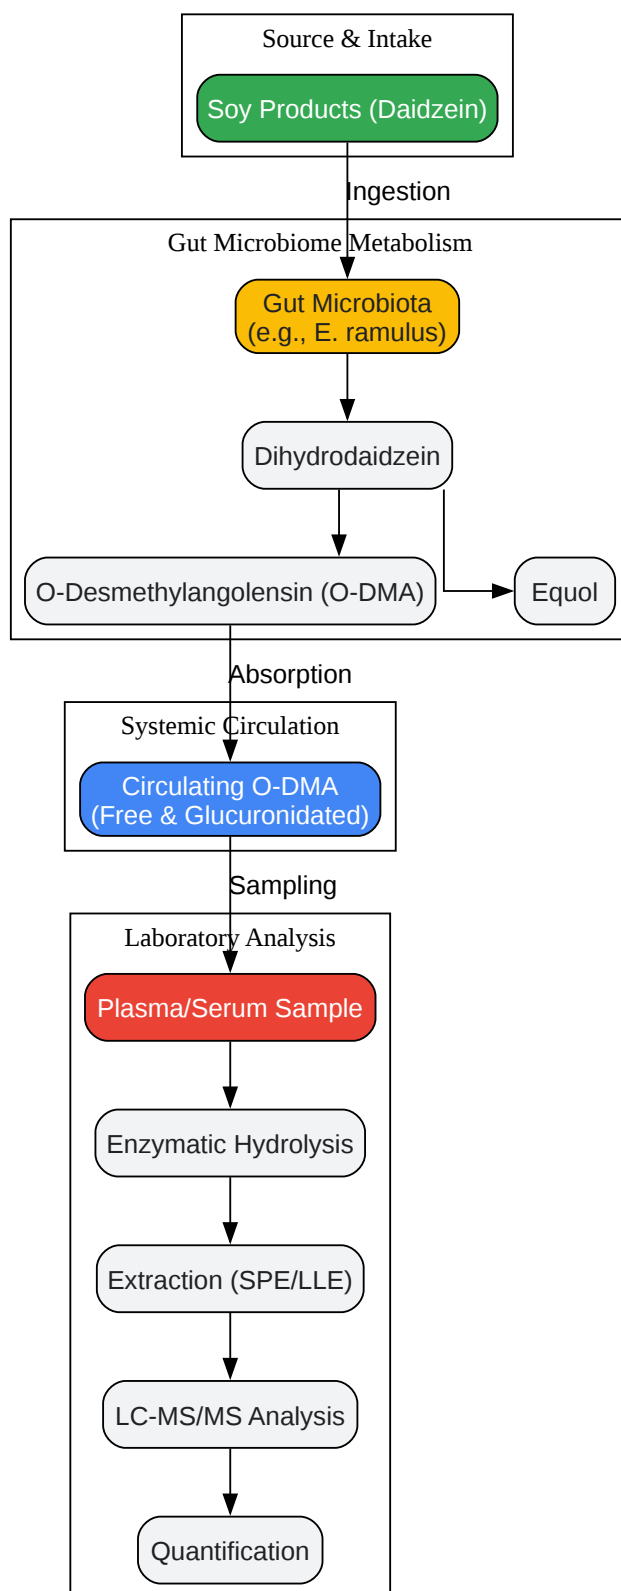 Source & Intake
Soy Products (Daidzein)
Ingestion
Gut Microbiome Metabolism
Gut Microbiota
(e.g., E. ramulus)
Dihydrodaidzein
O-Desmethylangolensin (O-DMA)
Equol
Absorption
Systemic Circulation
Circulating O-DMA
(Free & Glucuronidated)
Sampling
Laboratory Analysis
Plasma/Serum Sample
Enzymatic Hydrolysis
Extraction (SPE/LLE)
LC-MS/MS Analysis
Quantification